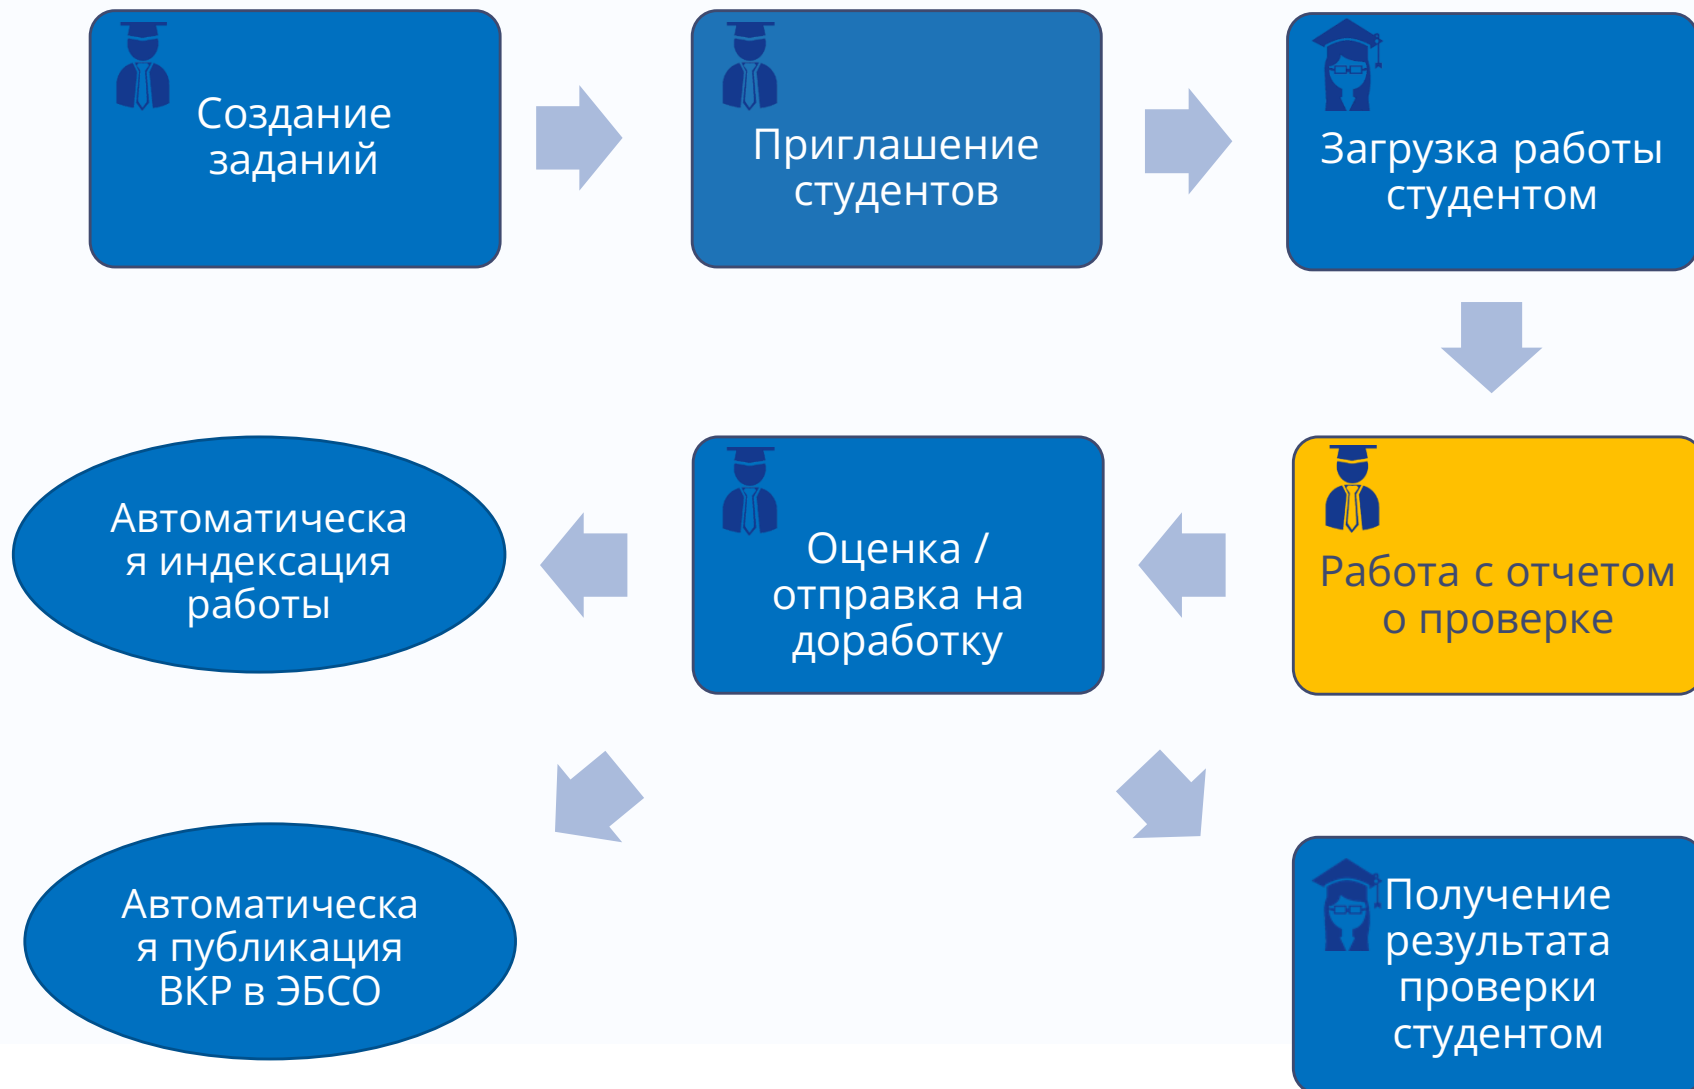 Создание
заданий
Приглашение
студентов
Загрузка работы
студентом
Автоматическа
я индексация
работы
Оценка /
отправка на
доработку
Работа с отчетом
о проверке
Автоматическа
я публикация
ВКР в ЭБСО
Получение
результата
проверки
студентом